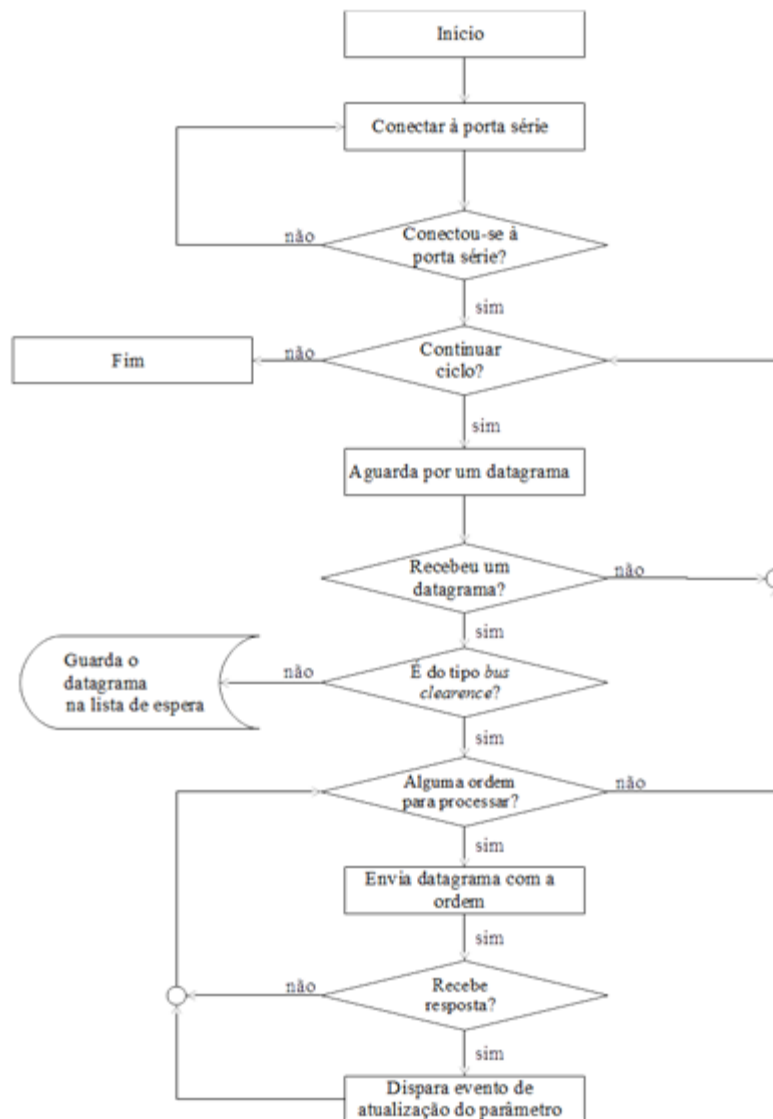 Início
Conectar à porta série
Conectou-se à
porta série?
não
sim
Continuar
ciclo?
não
Fim
sim
Aguarda por um datagrama
Recebeu um
datagrama?
não
sim
É do tipo bus
clearence?
não
Guarda o
datagrama
na lista de espera
sim
Alguma ordem
para processar?
não
sim
Envia datagrama com a
ordem
sim
Recebe
resposta?
não
sim
Dispara evento de
atualização do parâmetro